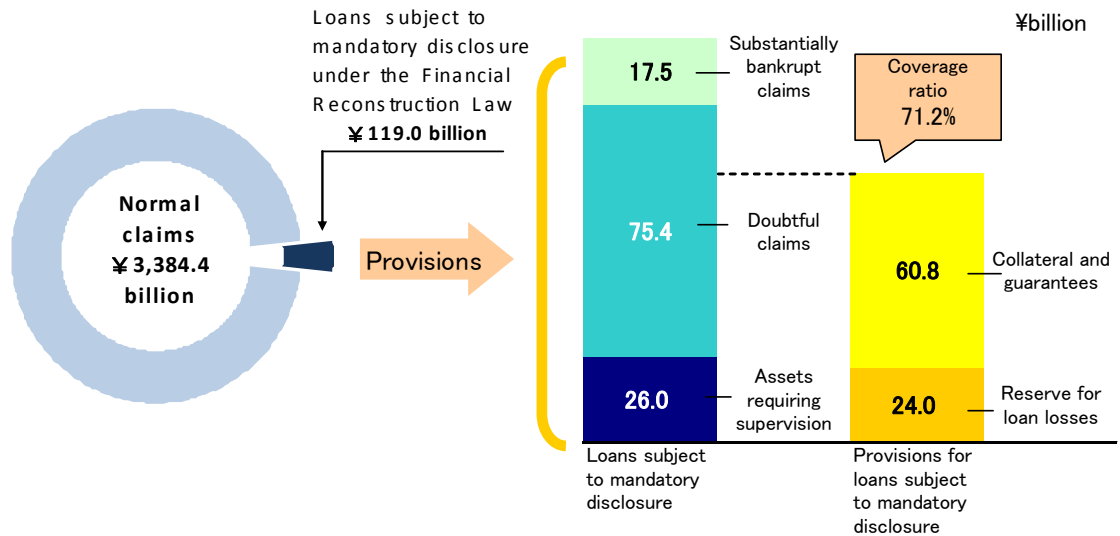 Loans subject to
mandatory disclosure
under the Financial
Reconstruction Law
¥119.0 billion
Normal
claims
¥3,384.4
billion
Provisions
¥billion
Substantially
bankrupt
claims
17.5
Coverage
ratio
71.2%
75.4
Doubtful
claims
60.8
Collateral and
guarantees
26.0
Assets
requiring
supervision
24.0
Reserve for
loan losses
Loans subject
to mandatory
disclosure
Provisions for
loans subject
to mandatory
disclosure